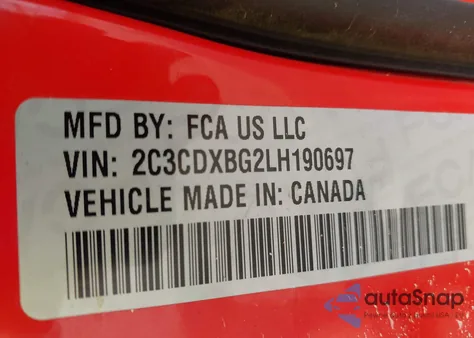 MFD BY: FCA US LLC
VIN: 2C3CDXBG2LH190697
VEHICLE MADE IN: CANADA
autoSnap